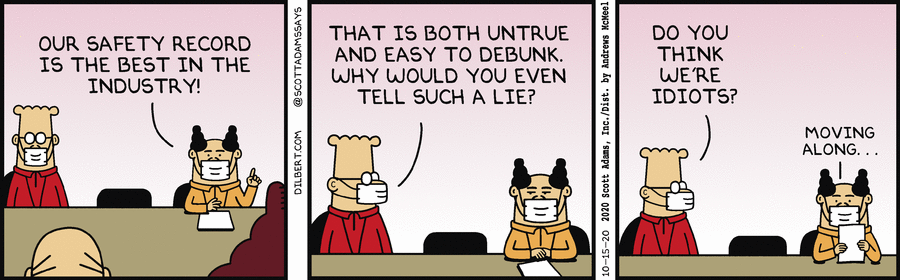 OUR SAFETY RECORD
IS THE BEST IN THE
INDUSTRY!
DILBERT.COM @SCOTTADAMSSAYS
THAT IS BOTH UNTRUE
AND EASY TO DEBUNK.
WHY WOULD YOU EVEN
TELL SUCH A LIE?
10-15-20 2020 Scott Adams, Inc./Dist. by Andrews McMeel
DO YOU
THINK
WE'RE
IDIOTS?
MOVING
ALONG...